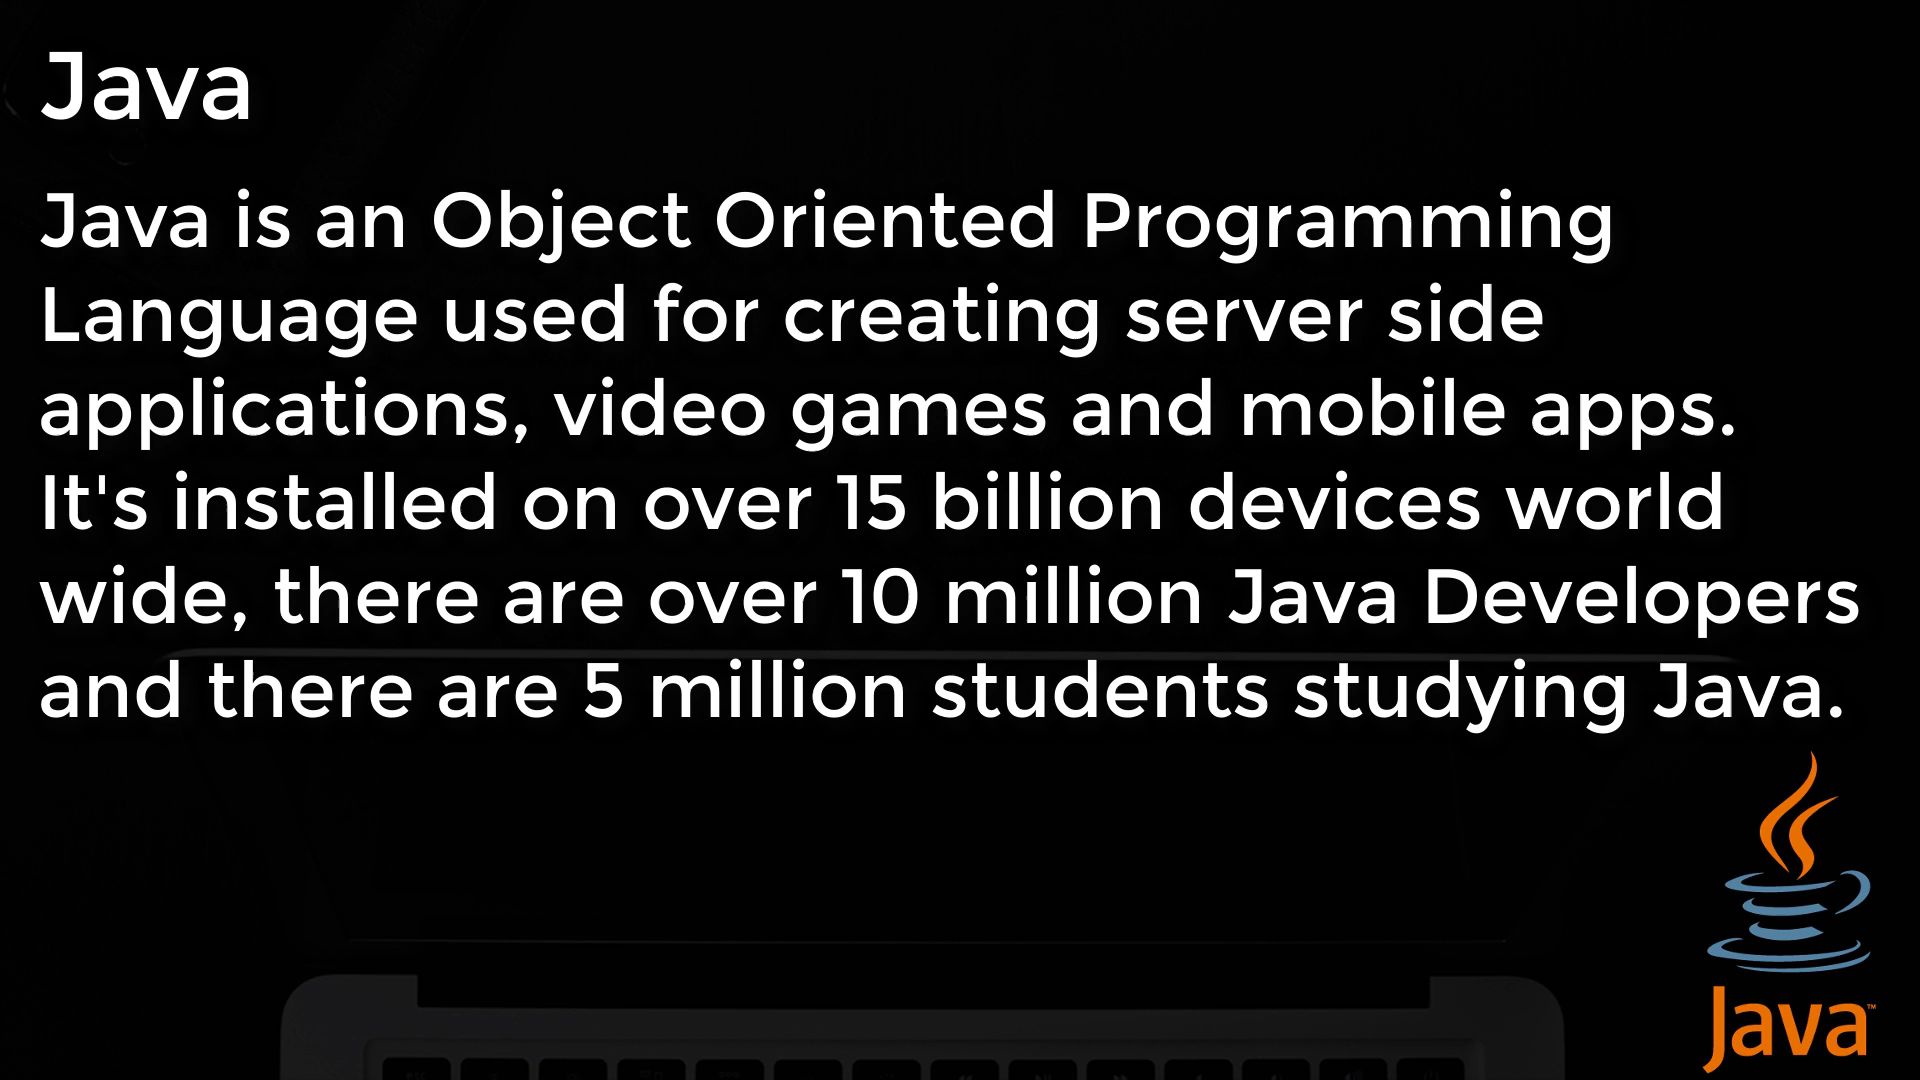 Java
Java is an Object Oriented Programming
Language used for creating server side
applications, video games and mobile apps.
It's installed on over 15 billion devices world
wide, there are over 10 million Java Developers
and there are 5 million students studying Java.
Java™